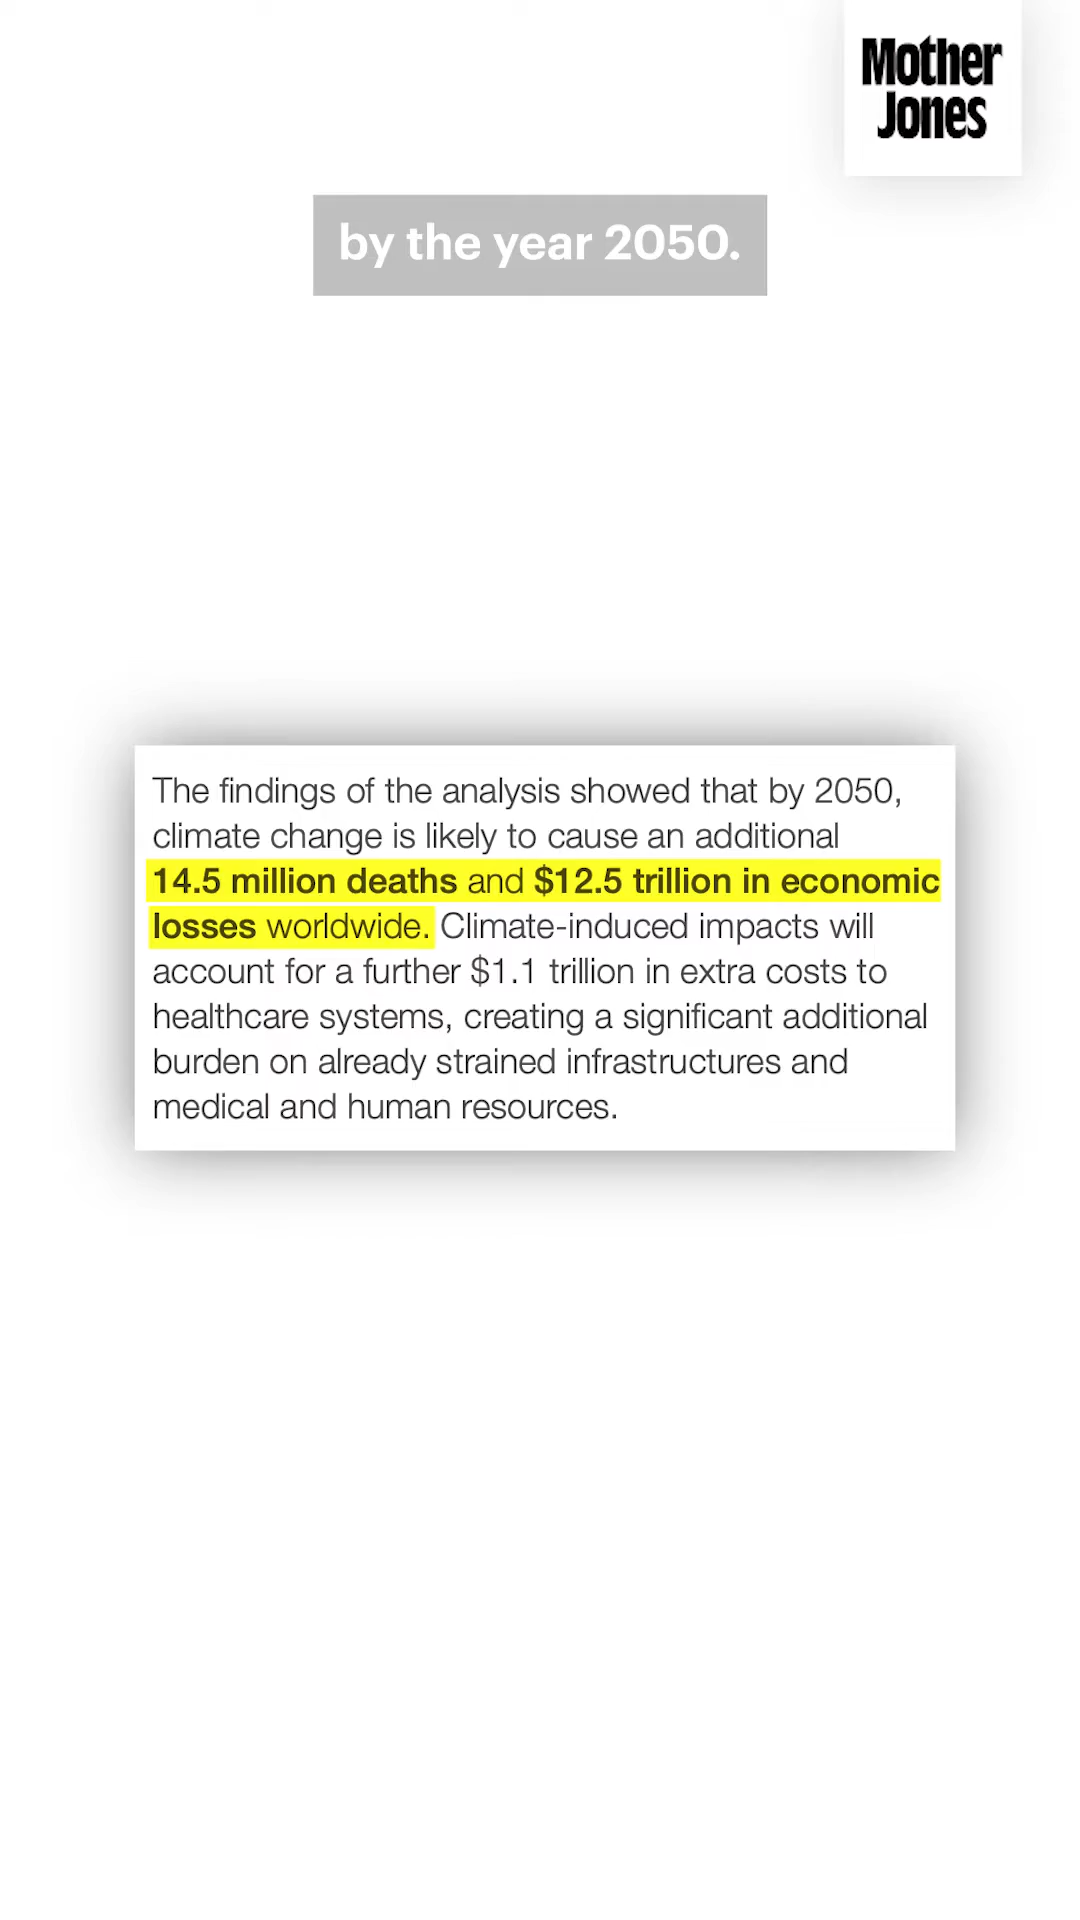 Mother
Jones
by the year 2050.
The findings of the analysis showed that by 2050,
climate change is likely to cause an additional
14.5 million deaths and $12.5 trillion in economic
losses worldwide. Climate-induced impacts will
account for a further $1.1 trillion in extra costs to
healthcare systems, creating a significant additional
burden on already strained infrastructures and
medical and human resources.